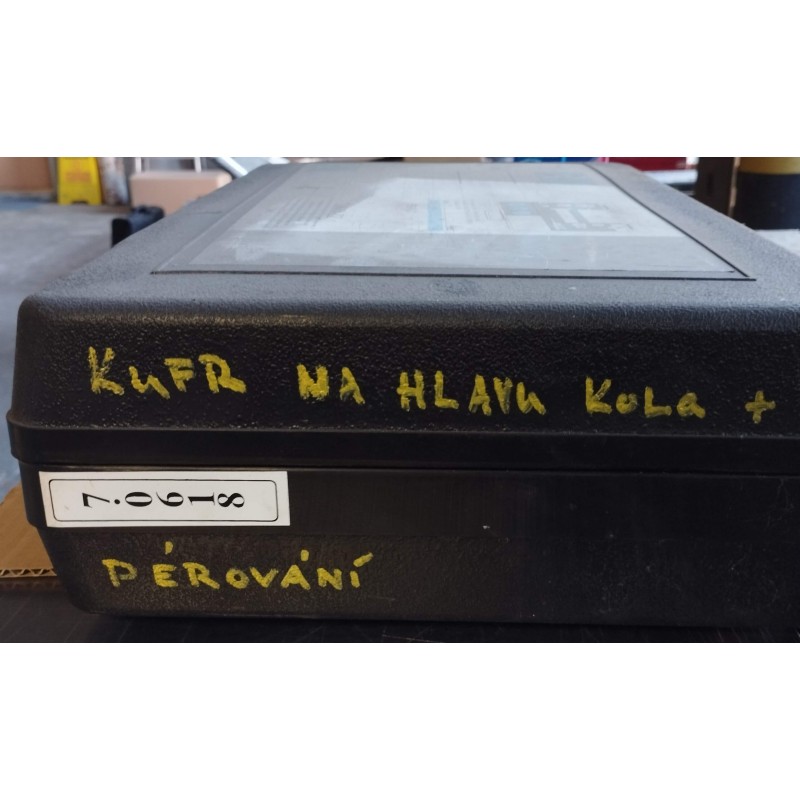 KuFR NA HLAVu KoLa +
7.0618
PÉROVÁNÍ